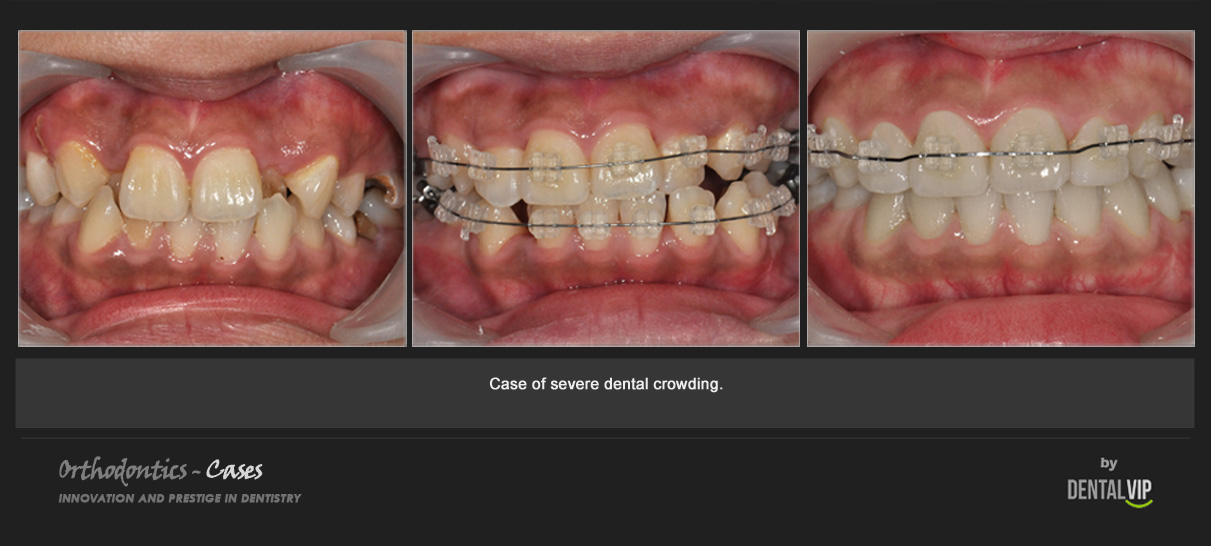 Case of severe dental crowding.
Orthodontics - Cases
INNOVATION AND PRESTIGE IN DENTISTRY
by
DENTALVIP